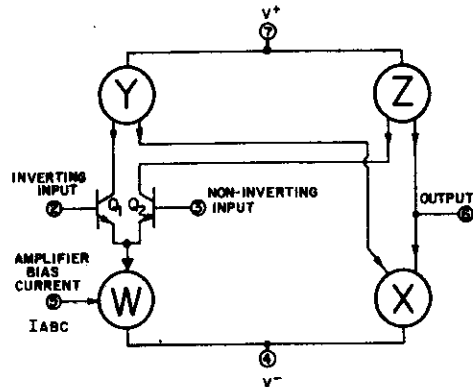 V+
7
Y
Z
INVERTING
INPUT
2
Q1
Q2
3
NON-INVERTING
INPUT
OUTPUT
6
AMPLIFIER
BIAS
CURRENT
5
IABC
W
X
4
V-